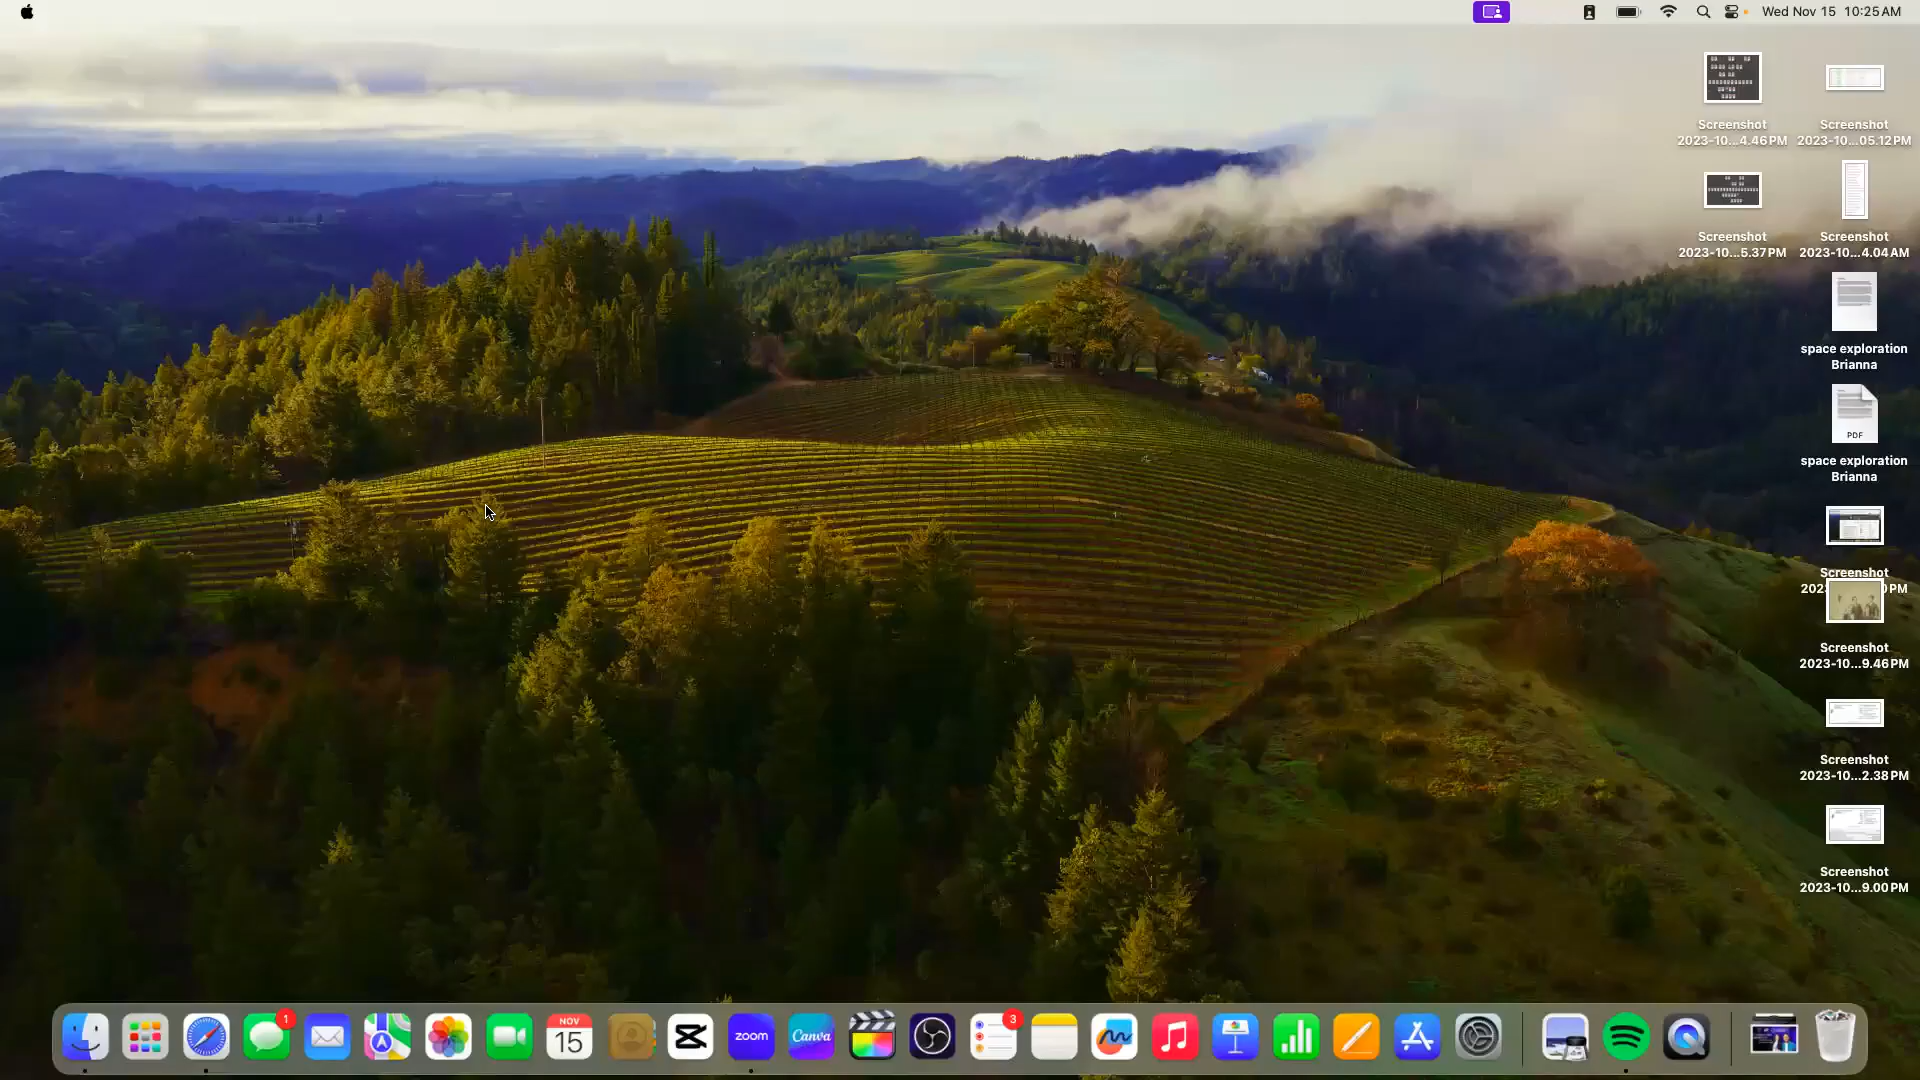 Wed Nov 15 10:25 AM
Screenshot
2023-10...4.46 PM
Screenshot
2023-10...05.12 PM
Screenshot
2023-10...5.37 PM
Screenshot
2023-10...4.04 AM
space exploration
Brianna
PDF
space exploration
Brianna
Screenshot
Screenshot
2023-10...9.46 PM
Screenshot
2023-10...2.38 PM
Screenshot
2023-10...9.00 PM
1
NOV
15
zoom
Canva
3